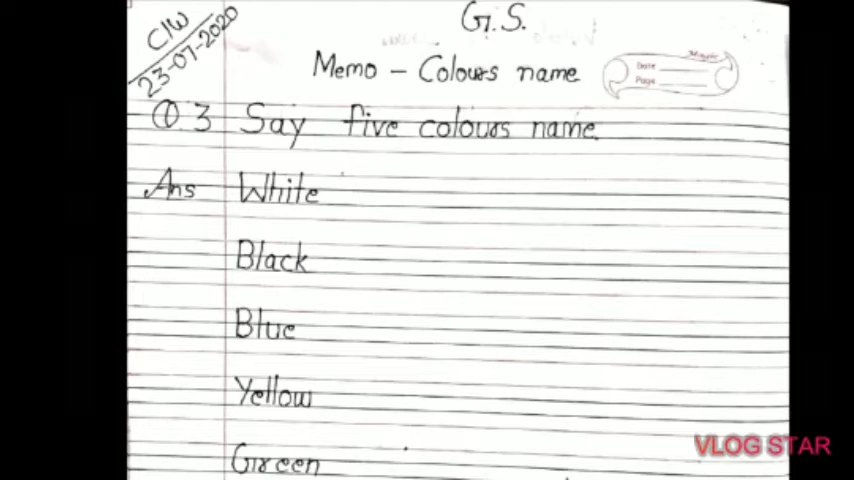 G.S.
C/W
23-07-2020
Memo - Colours name
Date
Page
Q.3 Say five colours name.
Ans White
Black
Blue
Yellow
Green
VLOG STAR